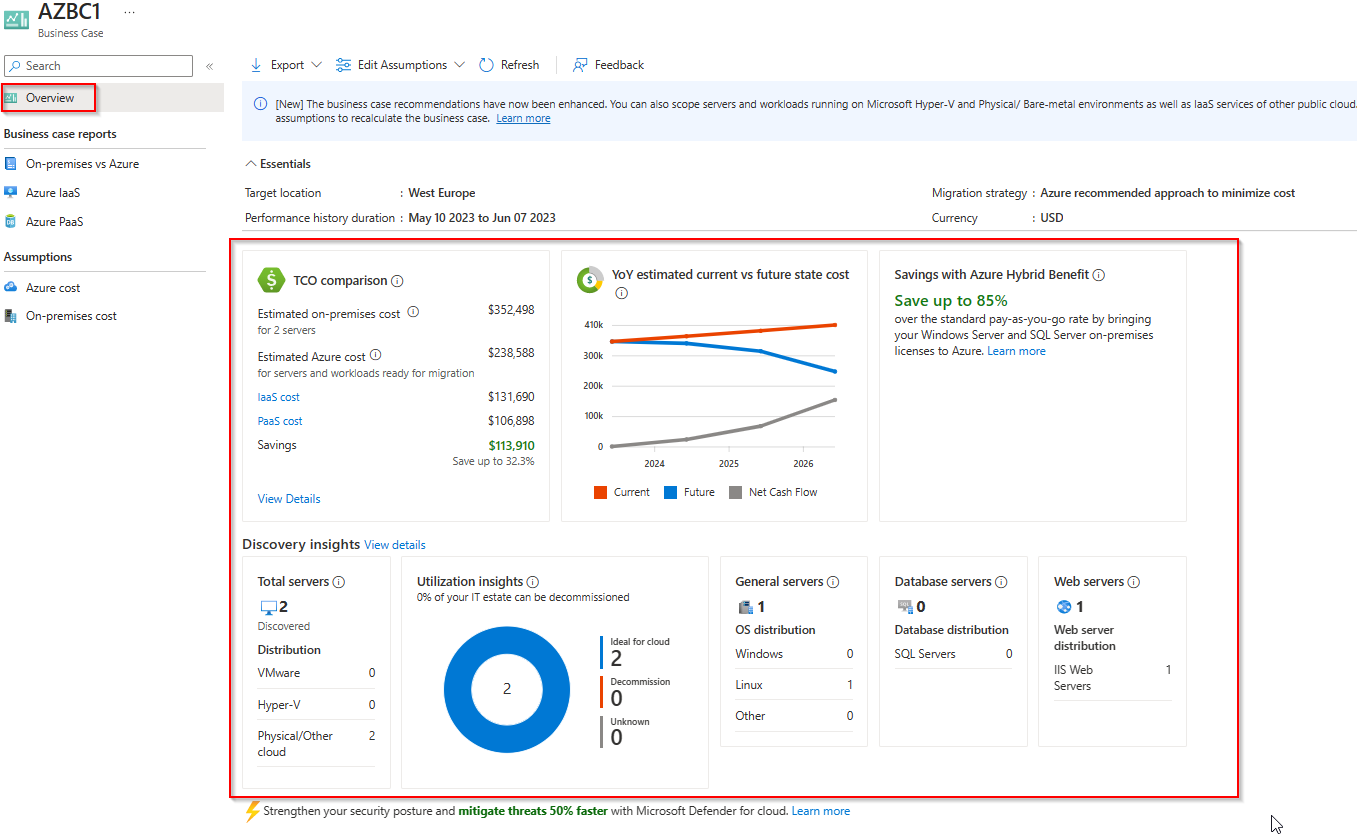 AZBC1 ...
Business Case
Search «
Overview
Business case reports
On-premises vs Azure
Azure IaaS
Azure PaaS
Assumptions
Azure cost
On-premises cost
Export Edit Assumptions Refresh Feedback
[New] The business case recommendations have now been enhanced. You can also scope servers and workloads running on Microsoft Hyper-V and Physical/ Bare-metal environments as well as IaaS services of other public cloud.
assumptions to recalculate the business case. Learn more
Essentials
Target location : West Europe
Migration strategy : Azure recommended approach to minimize cost
Performance history duration : May 10 2023 to Jun 07 2023
Currency : USD
TCO comparison
Estimated on-premises cost $352,498
for 2 servers
Estimated Azure cost $238,588
for servers and workloads ready for migration
IaaS cost $131,690
PaaS cost $106,898
Savings $113,910
Save up to 32.3%
View Details
YoY estimated current vs future state cost
410k
300k
200k
100k
0
2024 2025 2026
Current Future Net Cash Flow
Savings with Azure Hybrid Benefit
Save up to 85%
over the standard pay-as-you-go rate by bringing
your Windows Server and SQL Server on-premises
licenses to Azure. Learn more
Discovery insights View details
Total servers
2
Discovered
Distribution
VMware 0
Hyper-V 0
Physical/Other 2
cloud
Utilization insights
0% of your IT estate can be decommissioned
2
Ideal for cloud
2
Decommission
0
Unknown
0
General servers
1
OS distribution
Windows 0
Linux 1
Other 0
Database servers
SQL 0
Database distribution
SQL Servers 0
Web servers
1
Web server
distribution
IIS Web 1
Servers
Strengthen your security posture and mitigate threats 50% faster with Microsoft Defender for cloud. Learn more